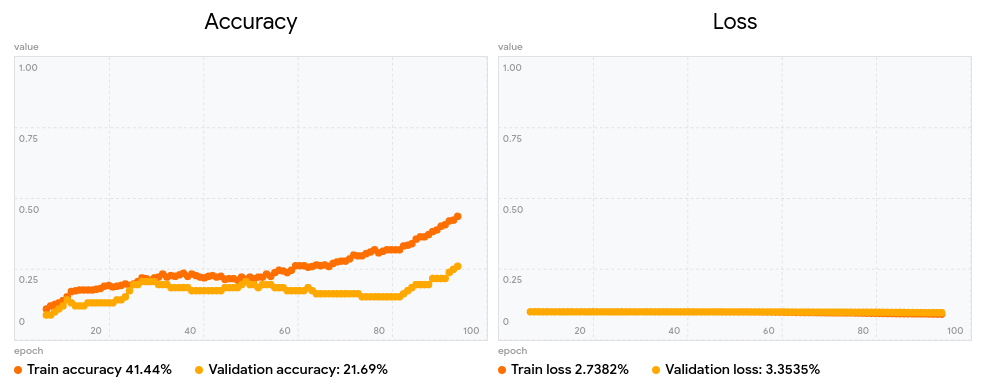 Accuracy
value
1.00
0.75
0.50
0.25
0
20 40 60 80 100
epoch
Train accuracy 41.44% Validation accuracy: 21.69%
Loss
value
1.00
0.75
0.50
0.25
0
20 40 60 80 100
epoch
Train loss 2.7382% Validation loss: 3.3535%